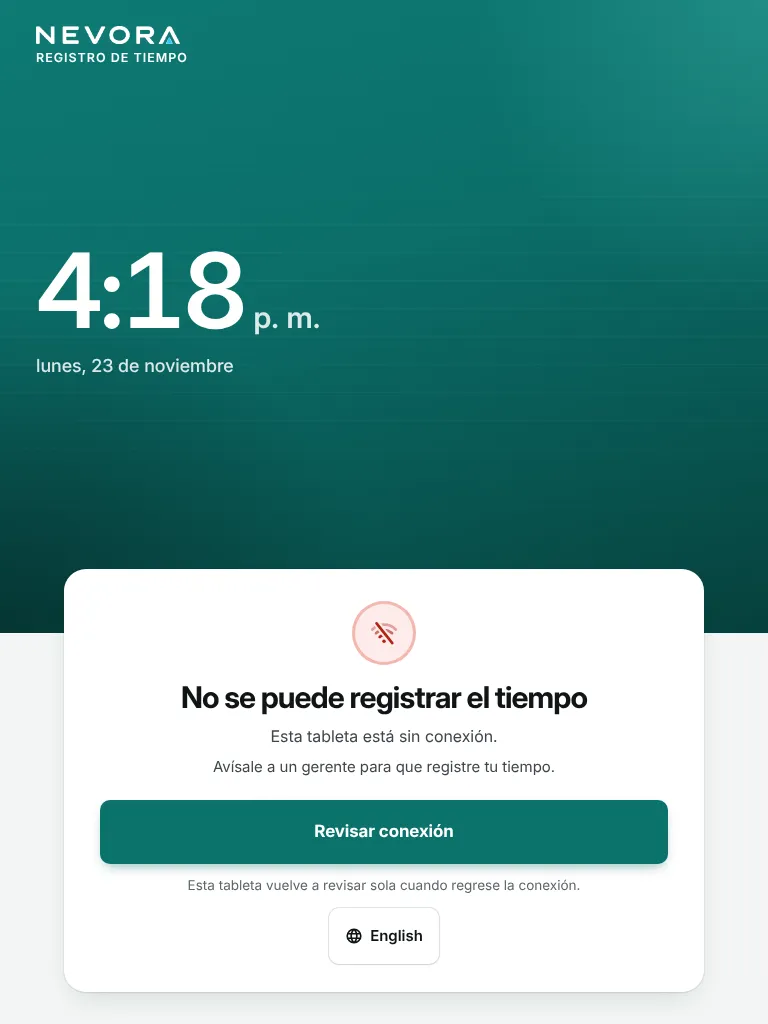 NEVORA
REGISTRO DE TIEMPO
4:18 p. m.
lunes, 23 de noviembre
No se puede registrar el tiempo
Esta tableta está sin conexión.
Avísale a un gerente para que registre tu tiempo.
Revisar conexión
Esta tableta vuelve a revisar sola cuando regrese la conexión.
English